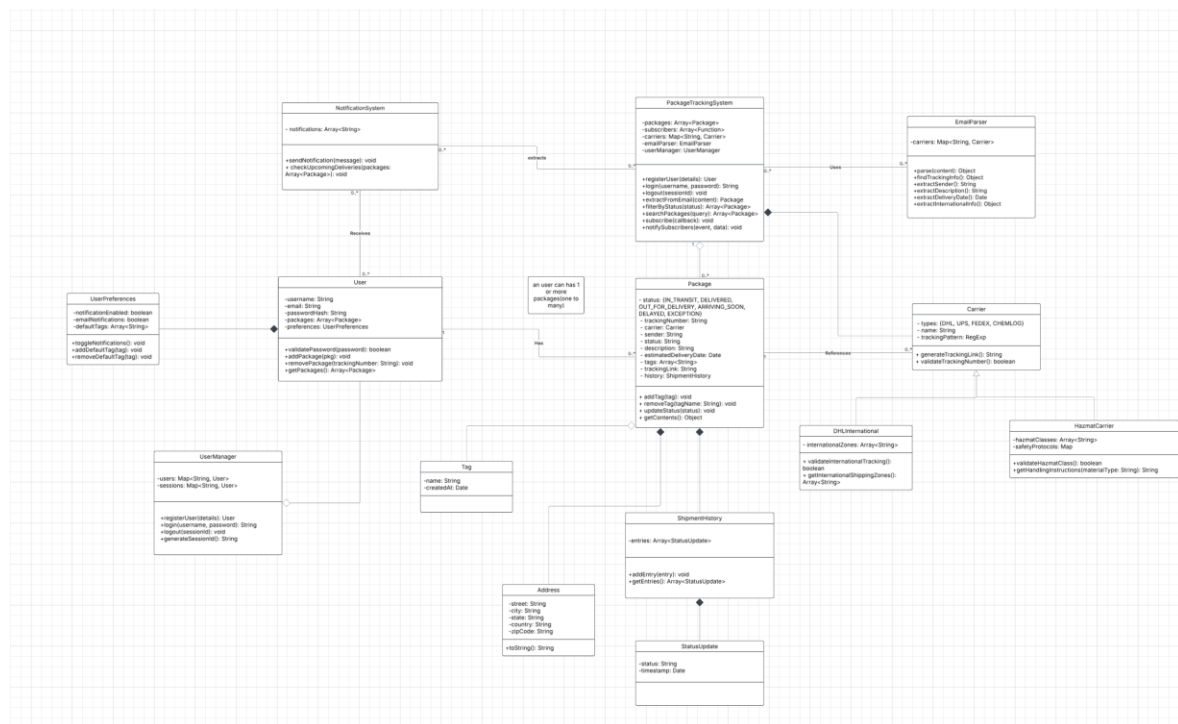 NotificationSystem
- notifications: Array<String>
+sendNotification(message): void
+ checkUpcomingDeliveries(packages:
Array<Package>): void
0..*
0..*
extracts
Receives
PackageTrackingSystem
-packages: Array<Package>
-subscribers: Array<Function>
-carriers: Map<String, Carrier>
-emailParser: EmailParser
-userManager: UserManager
+registerUser(details): User
+login(username, password): String
+logout(sessionId): void
+extractFromEmail(content): Package
+filterByStatus(status): Array<Package>
+searchPackages(query): Array<Package>
+subscribe(callback): void
+notifySubscribers(event, data): void
0..*
0..*
1
Uses
EmailParser
-carriers: Map<String, Carrier>
+parse(content): Object
+findTrackingInfo(): Object
+extractSender(): String
+extractDescription(): String
+extractDeliveryDate(): Date
+extractInternationalInfo(): Object
0..*
UserPreferences
-notificationEnabled: boolean
-emailNotifications: boolean
-defaultTags: Array<String>
+toggleNotifications(): void
+addDefaultTag(tag): void
+removeDefaultTag(tag): void
0..*
User
-username: String
-email: String
-passwordHash: String
-packages: Array<Package>
-preferences: UserPreferences
+validatePassword(password): boolean
+addPackage(pkg): void
+removePackage(trackingNumber: String): void
+getPackages(): Array<Package>
1
Has
an user can has 1
or more
packages(one to
many)
0..*
Package
- status: {IN_TRANSIT, DELIVERED,
OUT_FOR_DELIVERY, ARRIVING_SOON,
DELAYED, EXCEPTION}
- trackingNumber: String
- carrier: Carrier
- sender: String
- status: String
- description: String
- estimatedDeliveryDate: Date
- tags: Array<String>
- trackingLink: String
- history: ShipmentHistory
+ addTag(tag): void
+ removeTag(tagName: String): void
+ updateStatus(status): void
+ getContents(): Object
0..*
0..*
References
0..*
Carrier
- types: {DHL, UPS, FEDEX, CHEMLOG}
- name: String
- trackingPattern: RegExp
+ generateTrackingLink(): String
+ validateTrackingNumber(): boolean
DHLInternational
- internationalZones: Array<String>
+ validateInternationalTracking():
boolean
+ getInternationalShippingZones():
Array<String>
HazmatCarrier
-hazmatClasses: Array<String>
-safetyProtocols: Map
+validateHazmatClass(): boolean
+getHandlingInstructions(materialType: String): String
UserManager
-users: Map<String, User>
-sessions: Map<String, User>
+registerUser(details): User
+login(username, password): String
+logout(sessionId): void
+generateSessionId(): String
Tag
-name: String
-createdAt: Date
ShipmentHistory
-entries: Array<StatusUpdate>
+addEntry(entry): void
+getEntries(): Array<StatusUpdate>
Address
-street: String
-city: String
-state: String
-country: String
-zipCode: String
+toString(): String
StatusUpdate
-status: String
-timestamp: Date